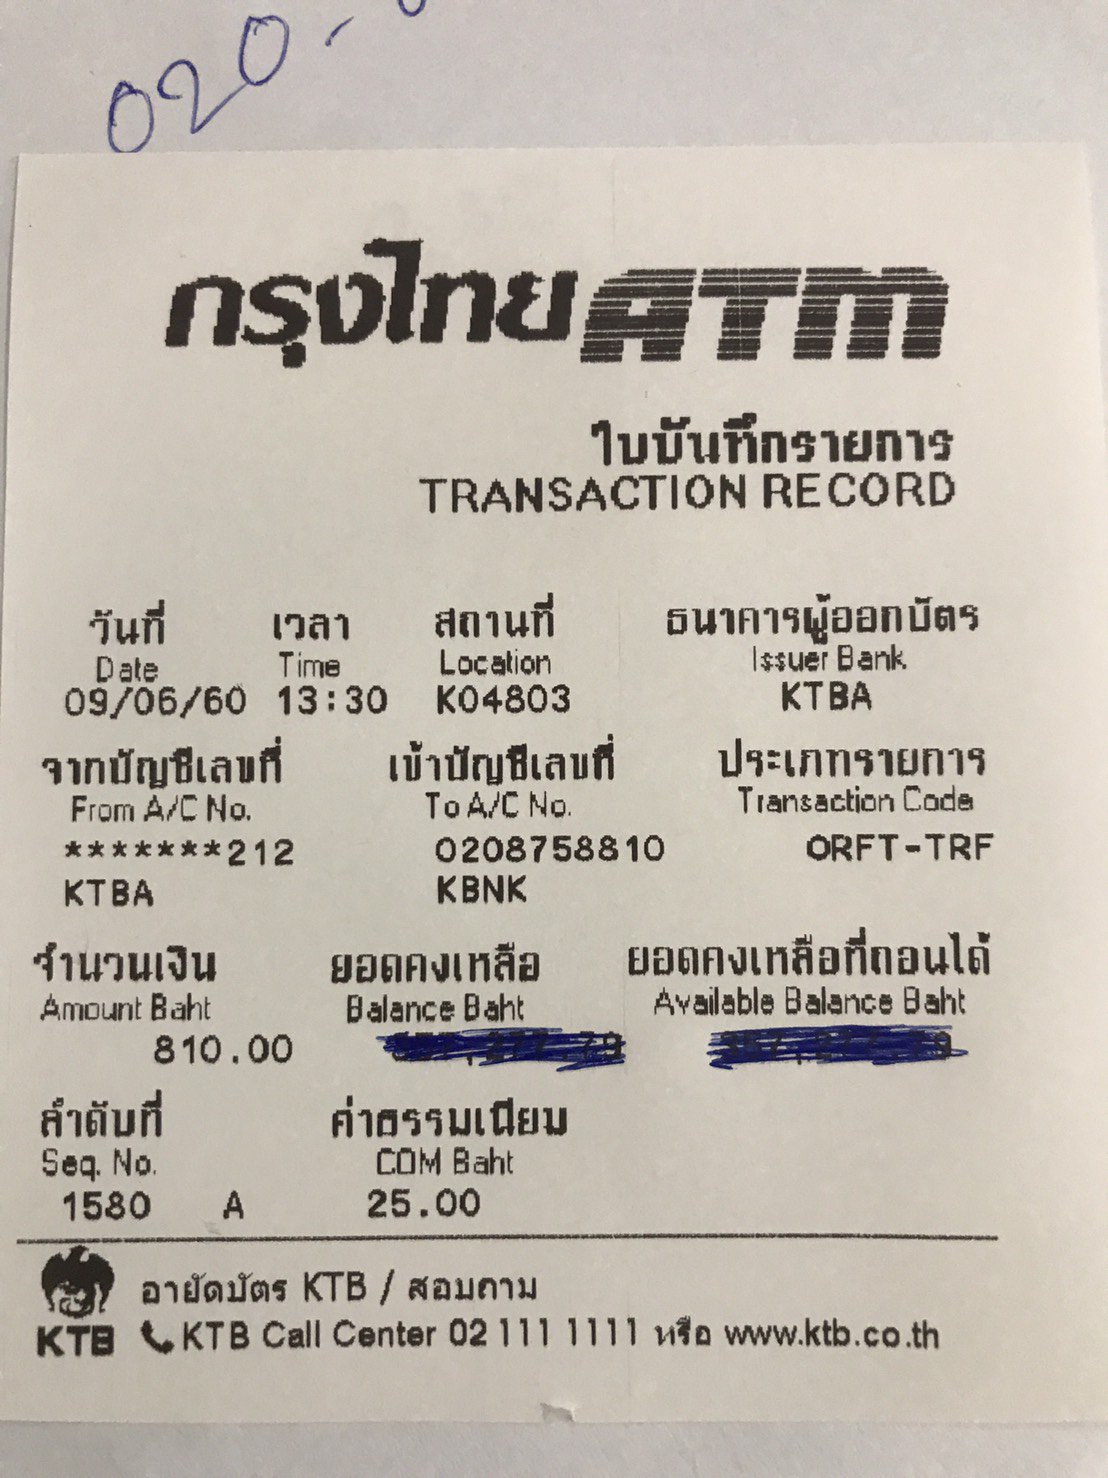 020-
กรุงไทย ATM
ใบบันทึกรายการ
TRANSACTION RECORD
วันที่ เวลา สถานที่ ธนาคารผู้ออกบัตร
Date Time Location Issuer Bank
09/06/60 13:30 K04803 KTBA
จากบัญชีเลขที่ เข้าบัญชีเลขที่ ประเภทรายการ
From A/C No. To A/C No. Transaction Code
*******212 0208758810 ORFT-TRF
KTBA KBNK
จำนวนเงิน ยอดคงเหลือ ยอดคงเหลือที่ถอนได้
Amount Baht Balance Baht Available Balance Baht
810.00
ลำดับที่ ค่าธรรมเนียม
Seq. No. COM Baht
1580 A 25.00
อายัดบัตร KTB / สอบถาม
KTB KTB Call Center 02 111 1111 หรือ www.ktb.co.th